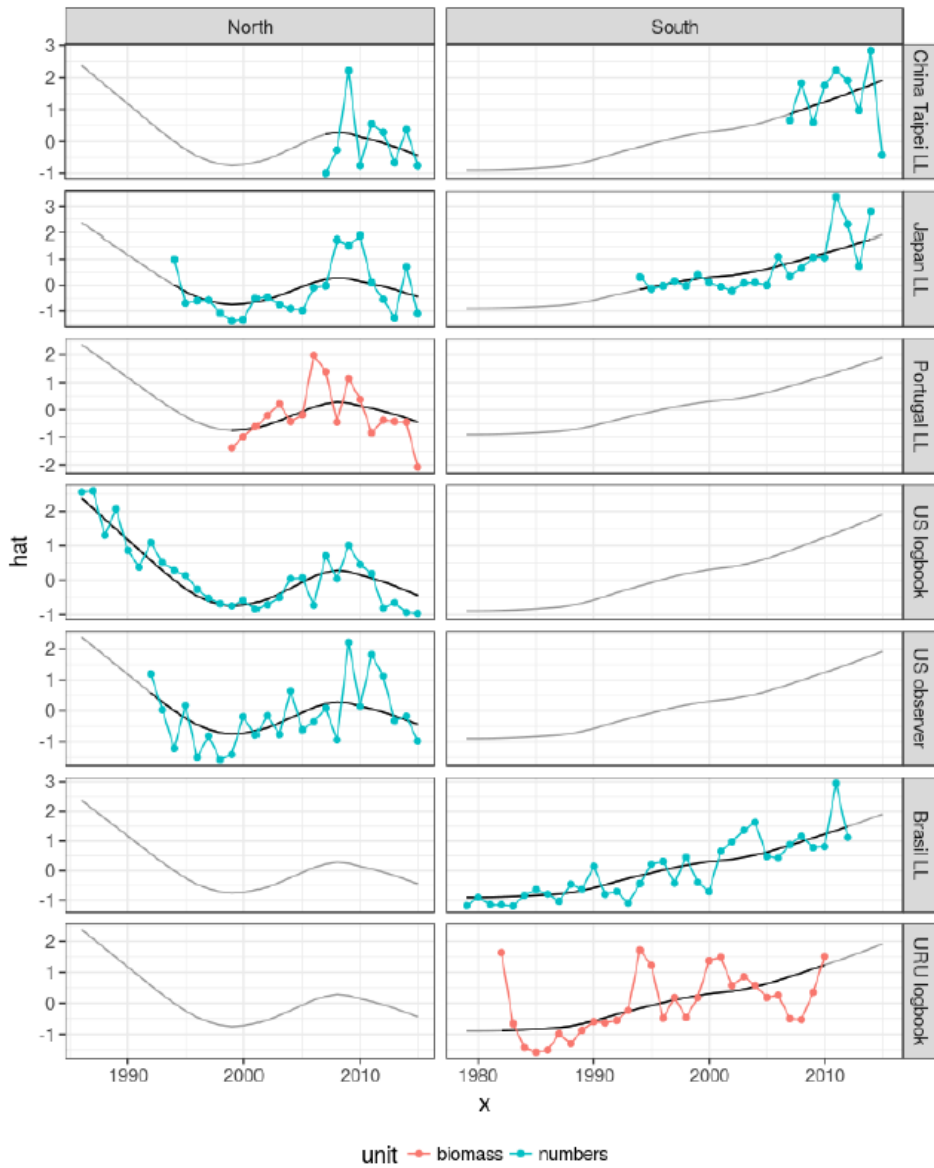 North South
3
2
1
0
-1
China Taipei LL
3
2
1
0
-1
Japan LL
2
1
0
-1
-2
Portugal LL
2
1
0
-1
US logbook
2
1
0
-1
US observer
3
2
1
0
-1
Brasil LL
2
1
0
-1
URU logbook
hat
1990 2000 2010 1980 1990 2000 2010
x
unit biomass numbers